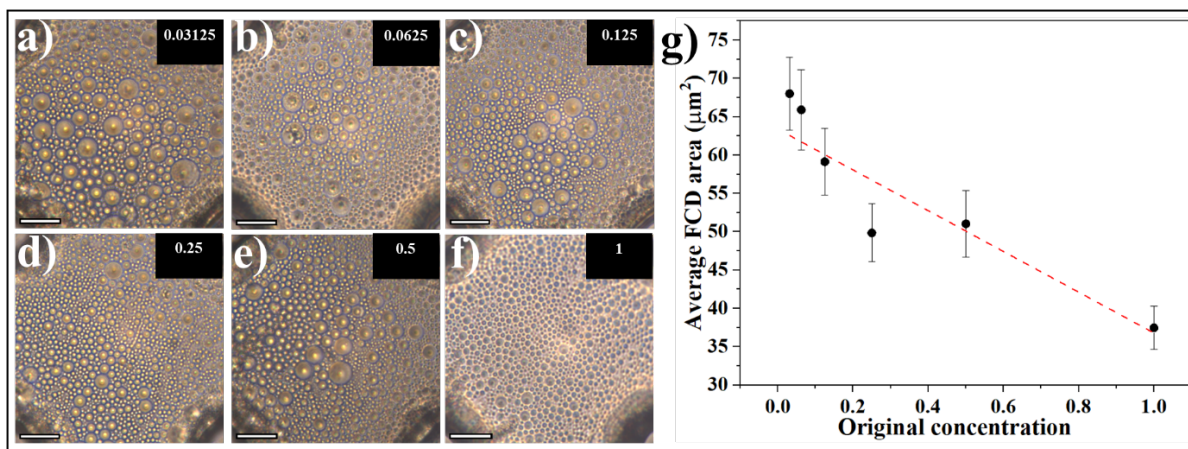 a) 0.03125
b) 0.0625
c) 0.125
d) 0.25
e) 0.5
f) 1
g)
Average FCD area (μm²)
75
70
65
60
55
50
45
40
35
30
0.0 0.2 0.4 0.6 0.8 1.0
Original concentration